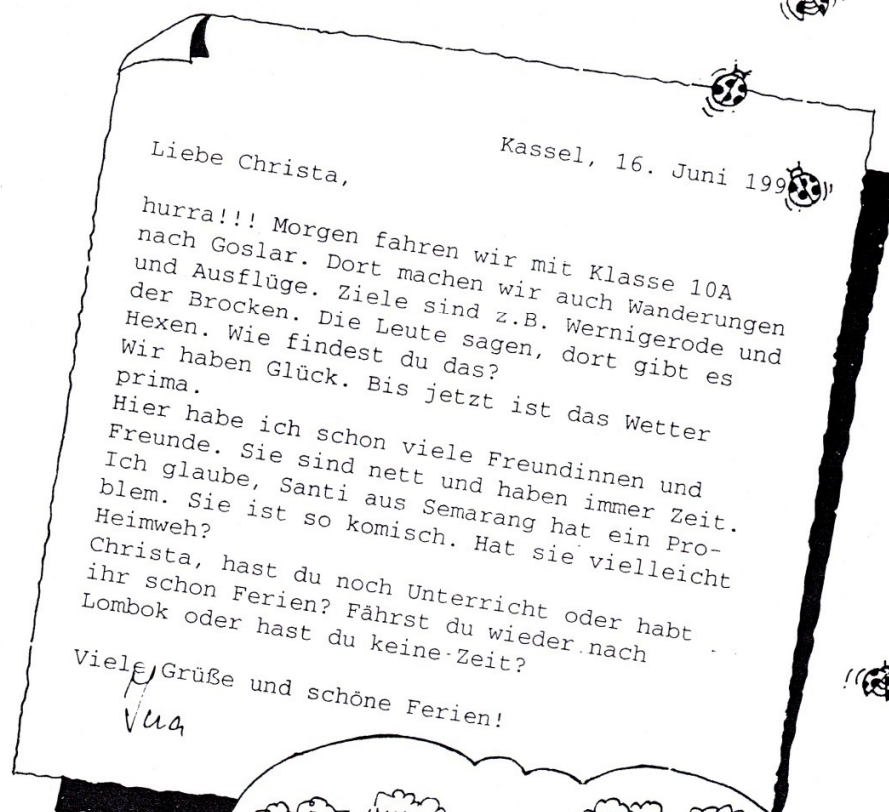 Kassel, 16. Juni 199
Liebe Christa,
hurra!!! Morgen fahren wir mit Klasse 10A
nach Goslar. Dort machen wir auch Wanderungen
und Ausflüge. Ziele sind z.B. Wernigerode und
der Brocken. Die Leute sagen, dort gibt es
Hexen. Wie findest du das?
Wir haben Glück. Bis jetzt ist das Wetter
prima.
Hier habe ich schon viele Freundinnen und
Freunde. Sie sind nett und haben immer Zeit.
Ich glaube, Santi aus Semarang hat ein Pro-
blem. Sie ist so komisch. Hat sie vielleicht
Heimweh?
Christa, hast du noch Unterricht oder habt
ihr schon Ferien? Fährst du wieder nach
Lombok oder hast du keine Zeit?
Viele Grüße und schöne Ferien!
Vera